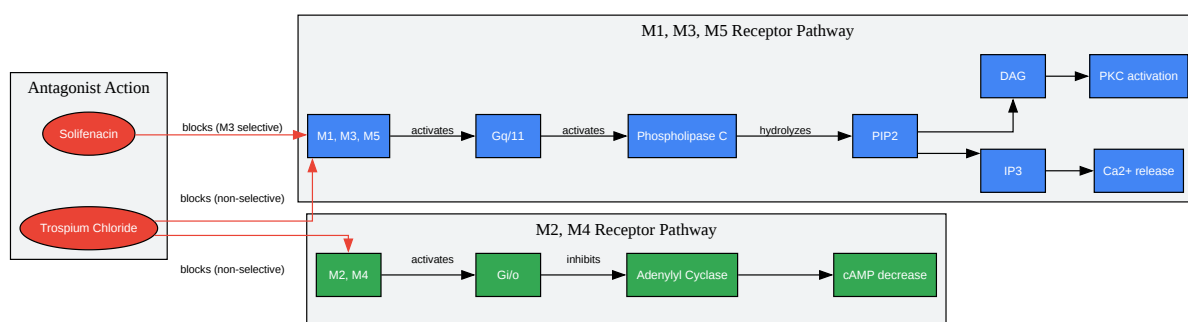 M1, M3, M5 Receptor Pathway
Antagonist Action
Solifenacin
blocks (M3 selective)
M1, M3, M5
activates
Gq/11
activates
Phospholipase C
hydrolyzes
PIP2
DAG
PKC activation
IP3
Ca2+ release
blocks (non-selective)
Trospium Chloride
blocks (non-selective)
M2, M4 Receptor Pathway
M2, M4
activates
Gi/o
inhibits
Adenylyl Cyclase
cAMP decrease